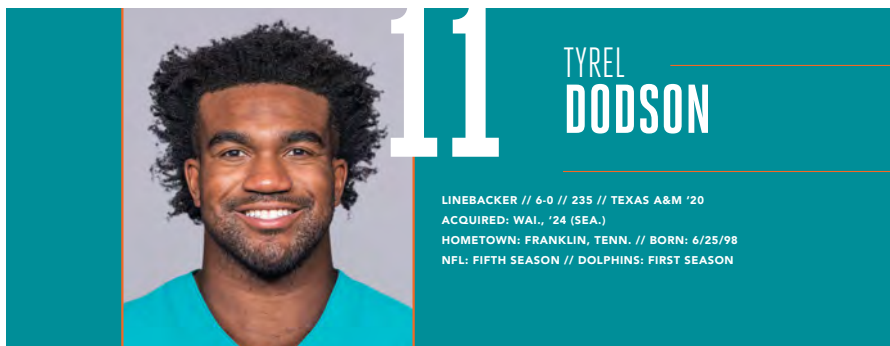 11
TYREL
DODSON
LINEBACKER // 6-0 // 235 // TEXAS A&M '20
ACQUIRED: WAI., '24 (SEA.)
HOMETOWN: FRANKLIN, TENN. // BORN: 6/25/98
NFL: FIFTH SEASON // DOLPHINS: FIRST SEASON